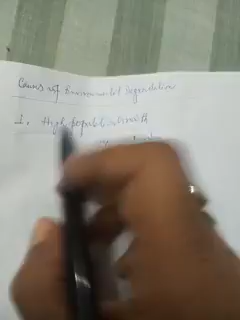 Causes of Environmental Degradation
1. High population growth